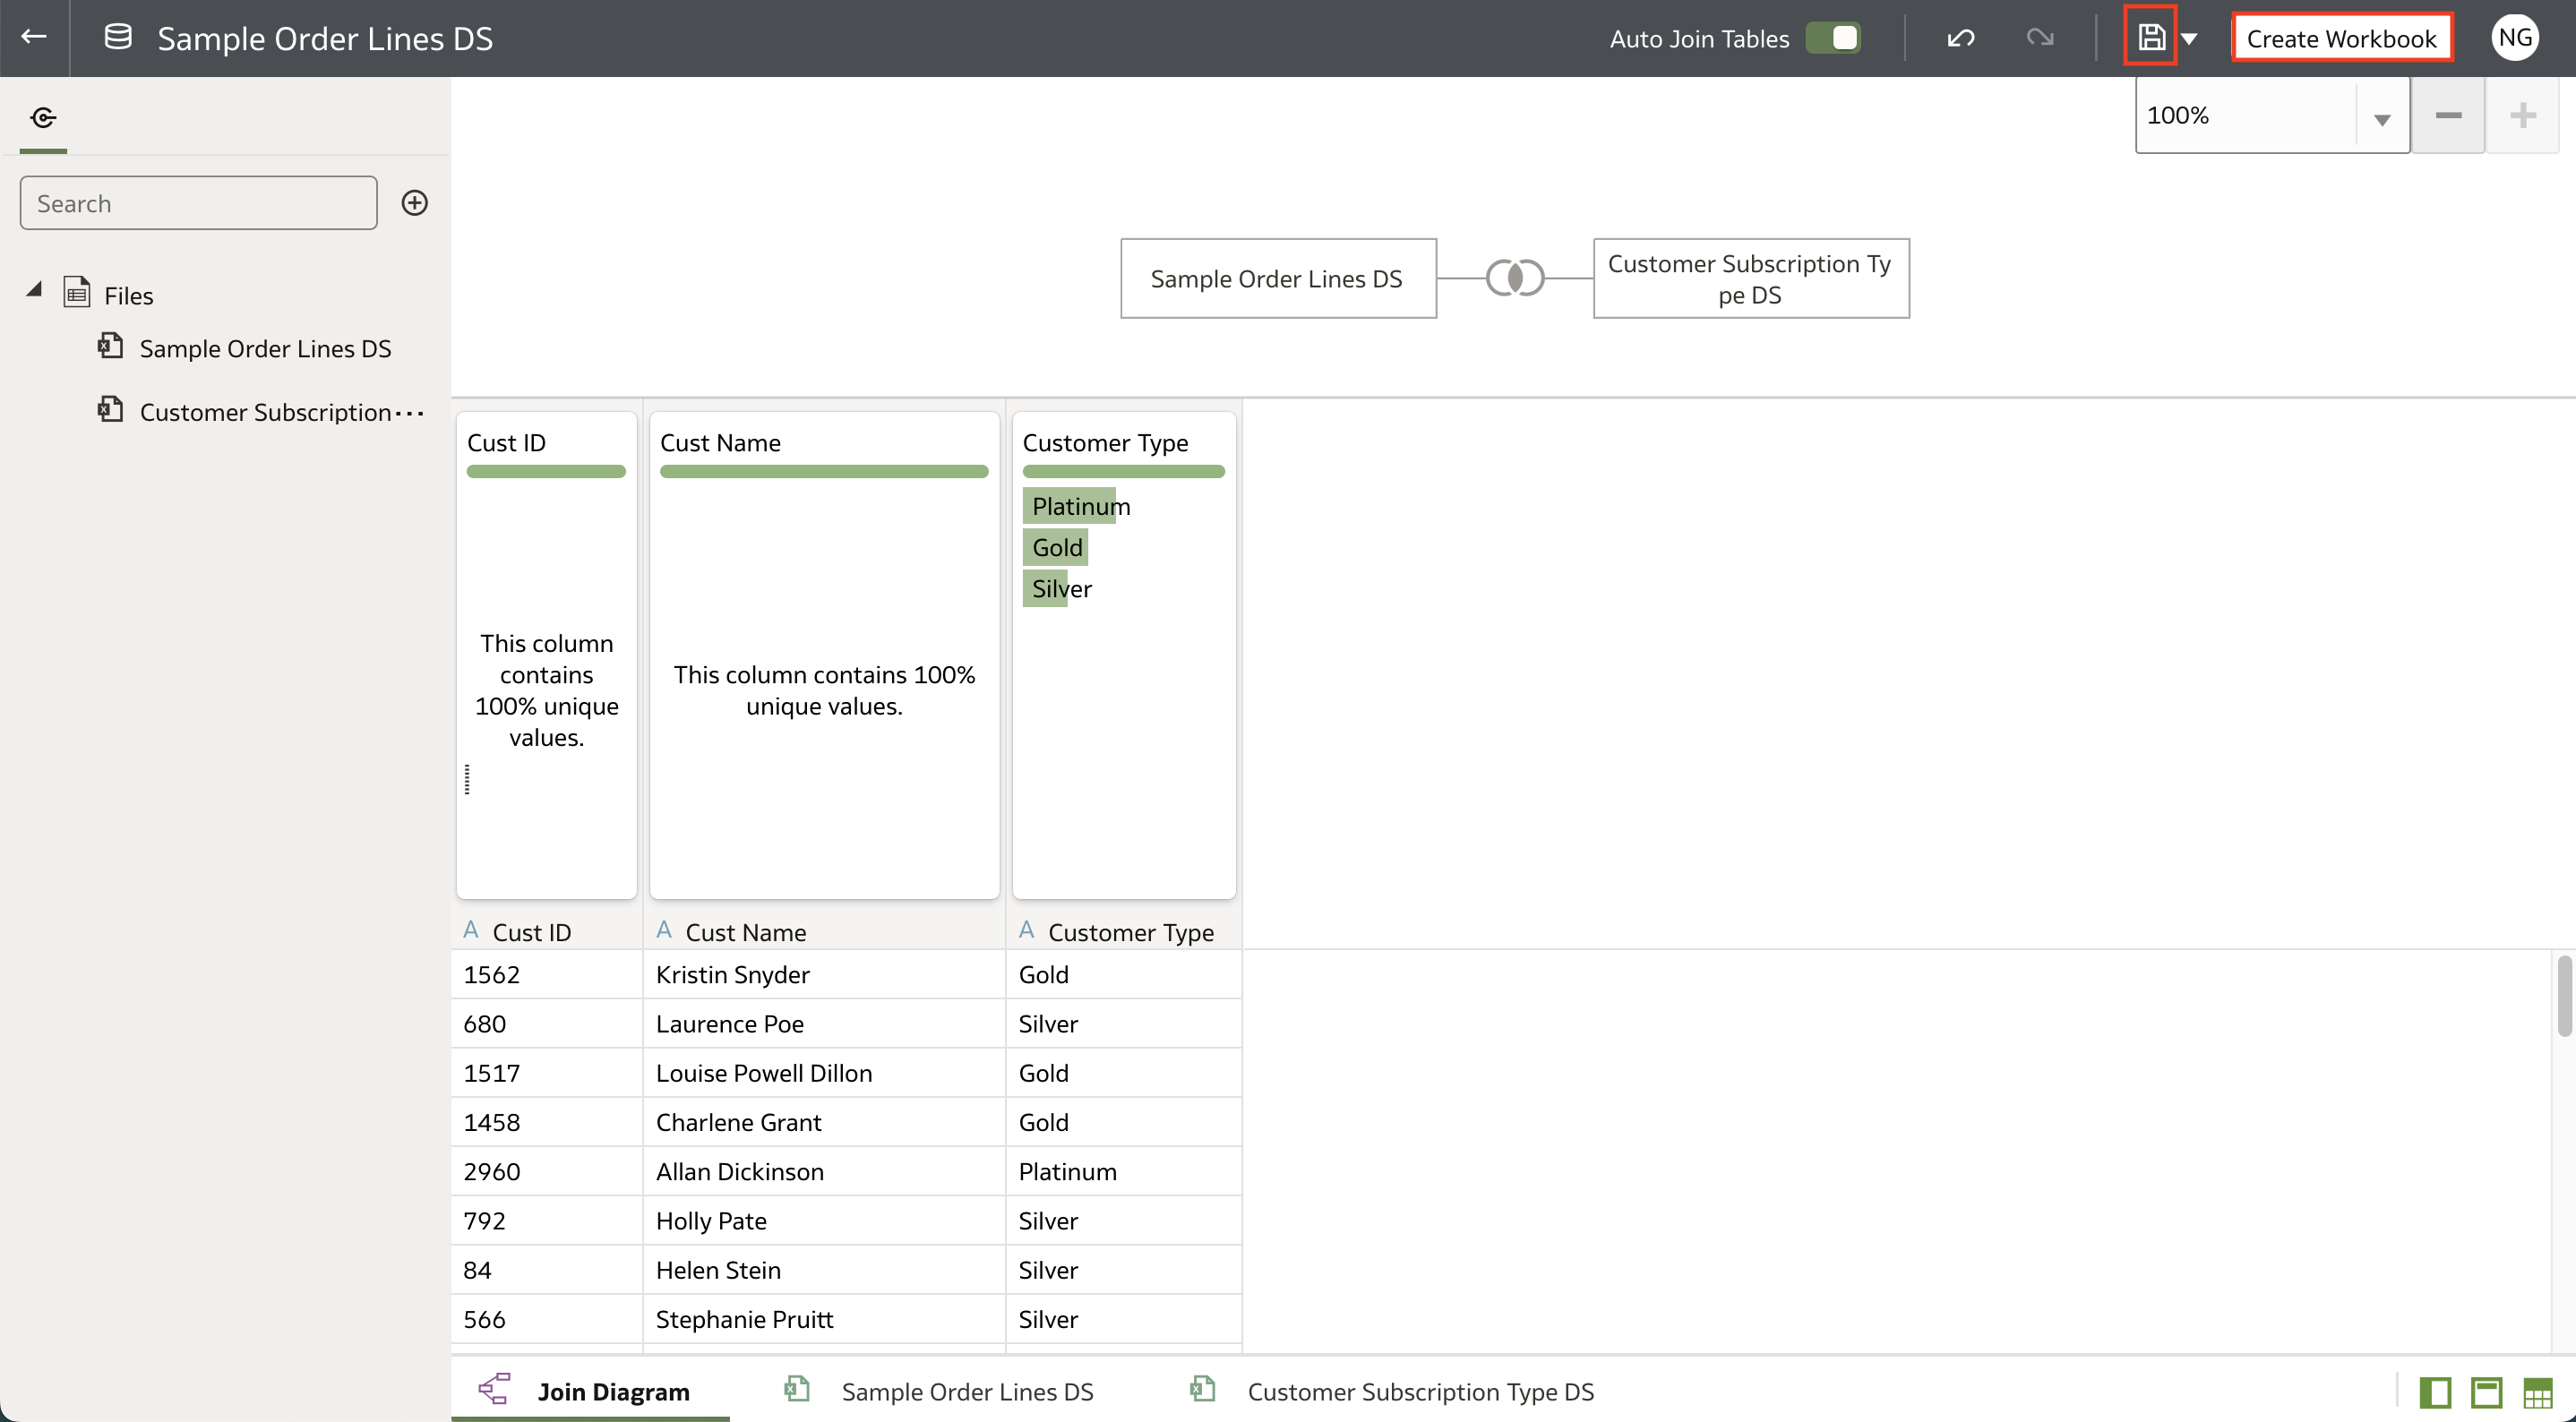 Sample Order Lines DS
Auto Join Tables
Create Workbook
NG
100%
Search
Files
Sample Order Lines DS
Customer Subscription ...
Sample Order Lines DS
Customer Subscription Ty
pe DS
Cust ID
Cust Name
Customer Type
Platinum
Gold
Silver
This column
contains
100% unique
values.
This column contains 100%
unique values.
A Cust ID
A Cust Name
A Customer Type
1562 Kristin Snyder Gold
680 Laurence Poe Silver
1517 Louise Powell Dillon Gold
1458 Charlene Grant Gold
2960 Allan Dickinson Platinum
792 Holly Pate Silver
84 Helen Stein Silver
566 Stephanie Pruitt Silver
Join Diagram
Sample Order Lines DS
Customer Subscription Type DS